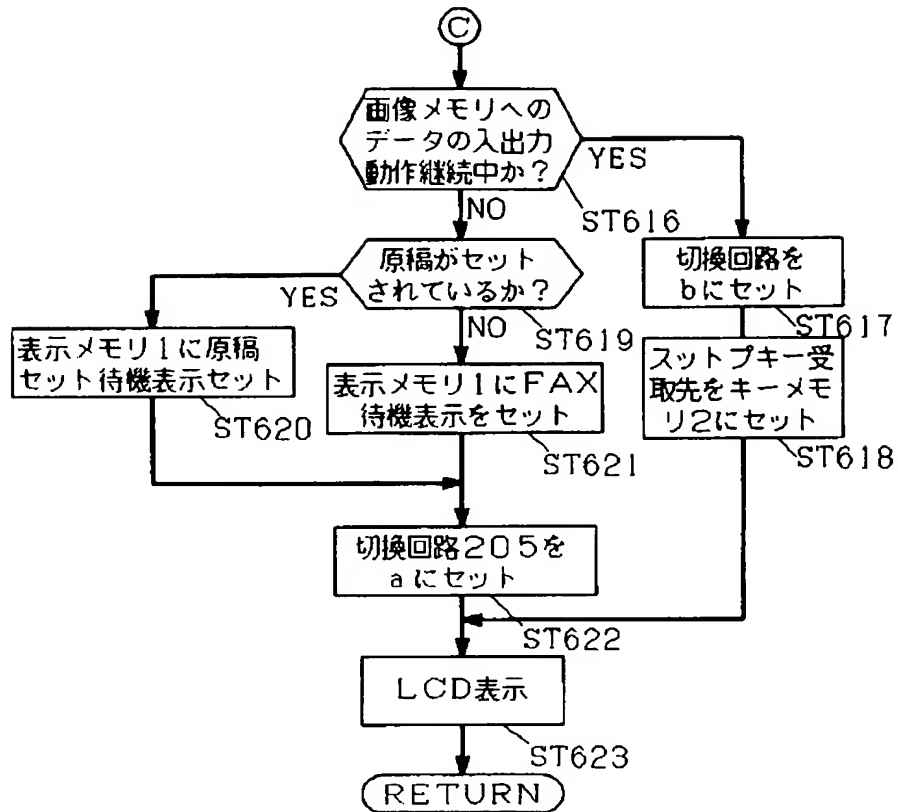 C
画像メモリへの
データの入出力
動作継続中か?
YES
NO
ST616
切換回路を
bにセット
ST617
原稿がセット
されているか?
YES
NO
ST619
スットプキー受
取先をキーメモ
リ2にセット
ST618
表示メモリ1に原稿
セット待機表示セット
ST620
表示メモリ1にFAX
待機表示をセット
ST621
切換回路205を
aにセット
ST622
LCD表示
ST623
RETURN